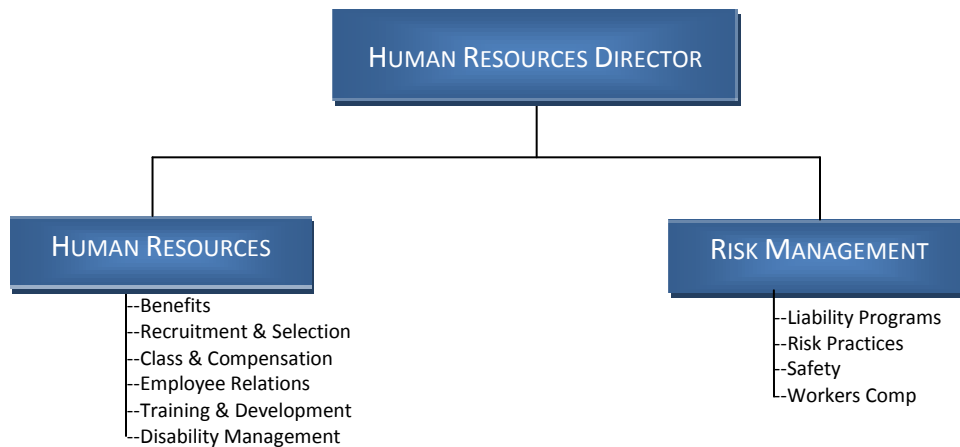 HUMAN RESOURCES DIRECTOR
HUMAN RESOURCES
--Benefits
--Recruitment & Selection
--Class & Compensation
--Employee Relations
--Training & Development
--Disability Management
RISK MANAGEMENT
--Liability Programs
--Risk Practices
--Safety
--Workers Comp